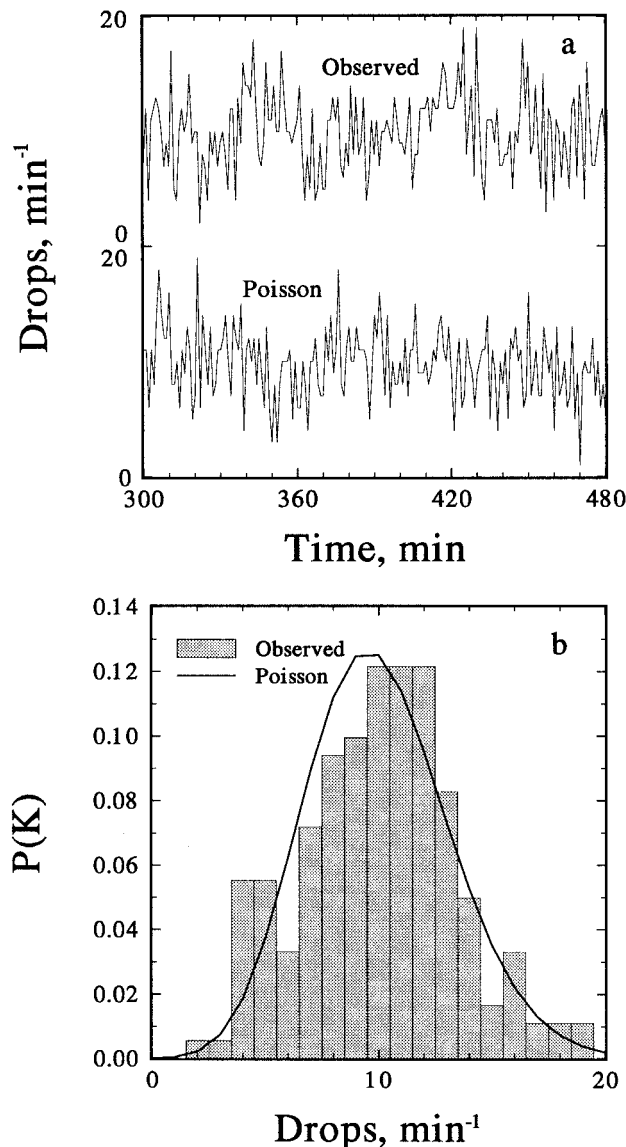 20
a
Observed
Drops, min⁻¹
0
20
Poisson
0
300
360
420
480
Time, min
0.14
b
Observed
Poisson
0.12
0.10
0.08
P(K)
0.06
0.04
0.02
0.00
0
10
20
Drops, min⁻¹